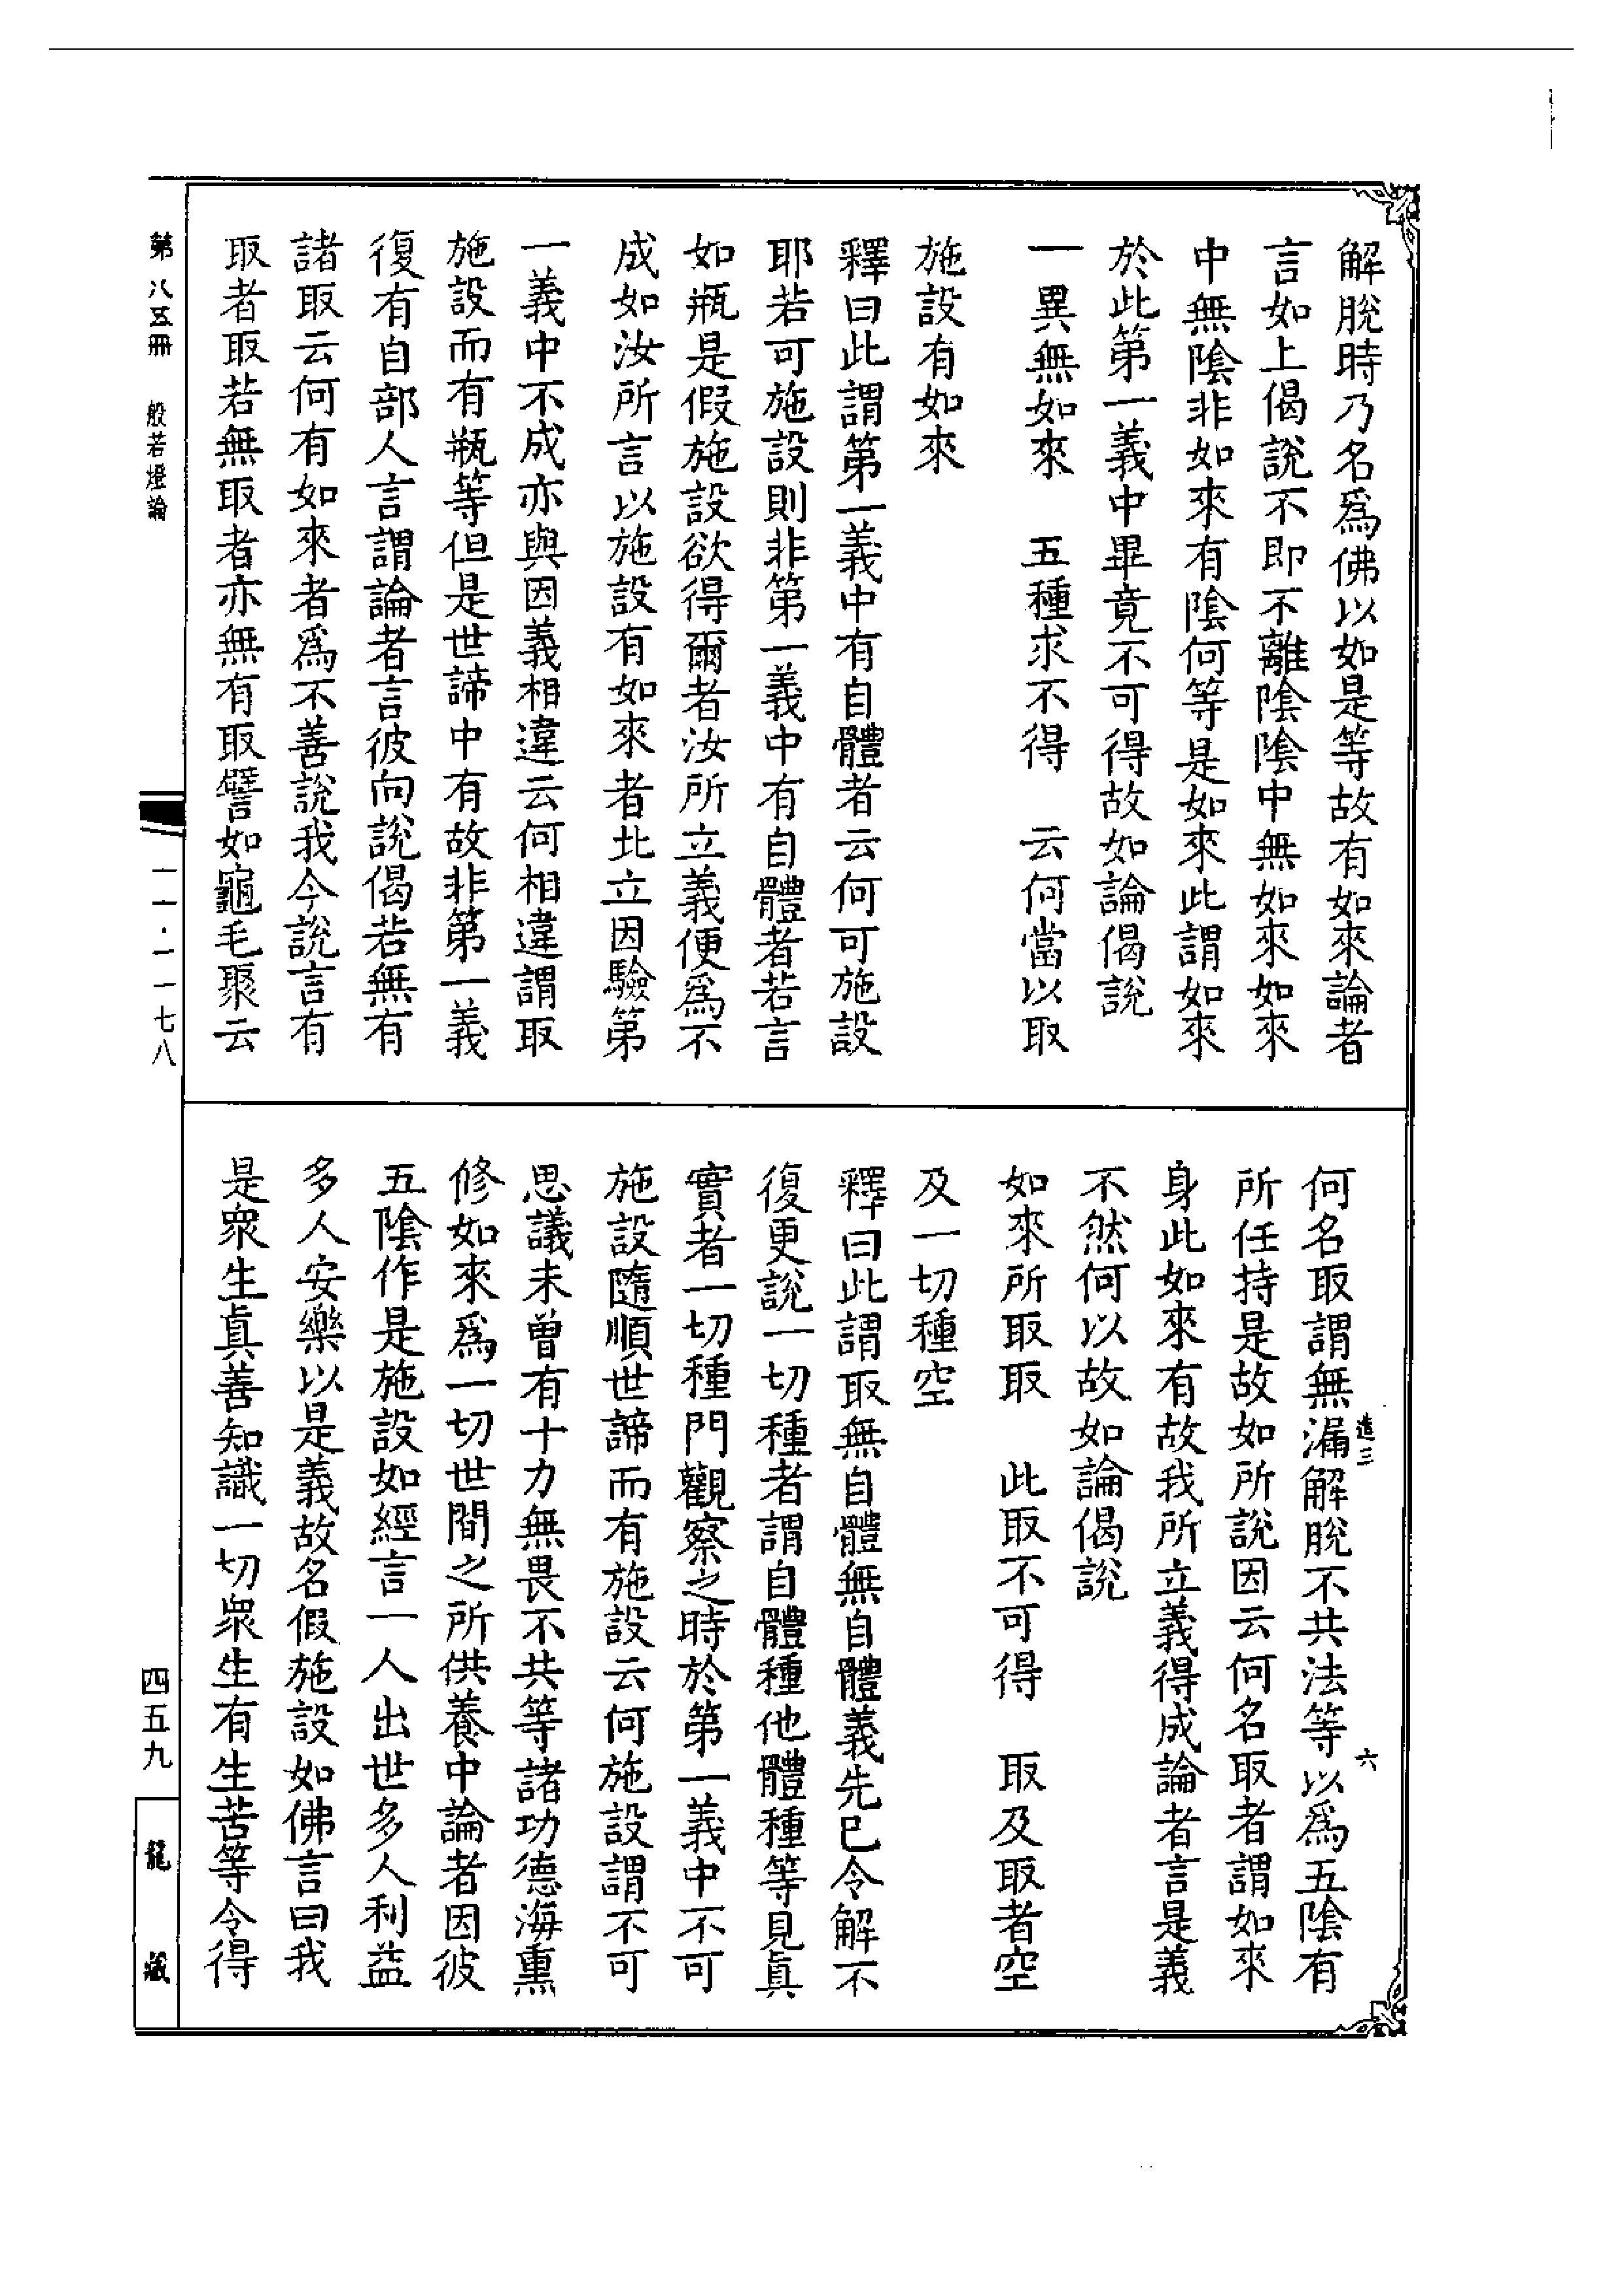 解脫時乃名爲佛以如是等故有如來論者
言如上偈說不即不離陰陰中無如來如來
中無陰非如來有陰何等是如來此謂如來
於此第一義中畢竟不可得故如論偈說
一異無如來　五種求不得　云何當以取
施設有如來
釋曰此謂第一義中有自體者云何可施設
耶若可施設則非第一義中有自體者若言
如瓶是假施設欲得爾者汝所立義便爲不
成如汝所言以施設有如來者此立因驗第
一義中不成亦與因義相違云何相違謂取
施設而有瓶等但是世諦中有故非第一義
復有自部人言謂論者言彼向說偈若無有
諸取云何有如來者爲不善說我今說言有
取者取若無取者亦無有取譬如龜毛聚云
何名取謂無漏解脫不共法等以爲五陰有
所任持是故如所說因云何名取者謂如來
身此如來有故我所立義得成論者言是義
不然何以故如論偈說
如來所取取　此取不可得　取及取者空
及一切種空
釋曰此謂取無自體無自體義先已令解不
復更說一切種者謂自體種他體種等見真
實者一切種門觀察之時於第一義中不可
施設隨順世諦而有施設云何施設謂不可
思議未曾有十力無畏不共等諸功德海熏
修如來爲一切世間之所供養中論者因彼
五陰作是施設如經言一人出世多人利益
多人安樂以是義故名假施設如佛言曰我
是眾生真善知識一切眾生有生苦等令得
遠三
六
第八五冊　般若燈論
一一·一一七八
四五九
龍藏